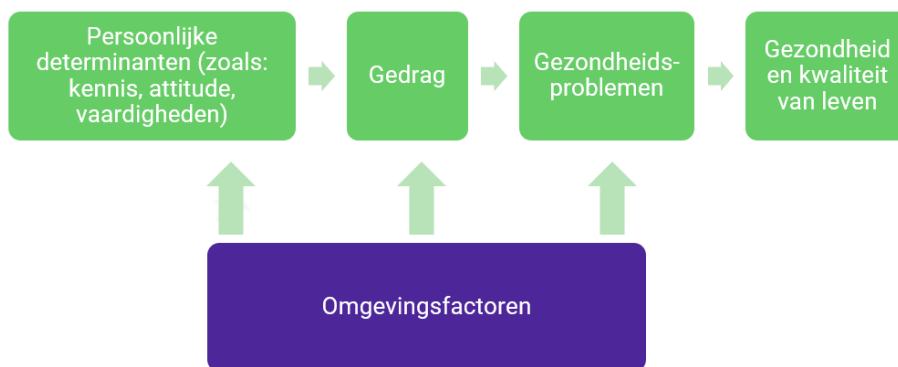 Persoonlijke
determinanten (zoals:
kennis, attitude,
vaardigheden)
Gedrag
Gezondheids-
problemen
Gezondheid
en kwaliteit
van leven
Omgevingsfactoren